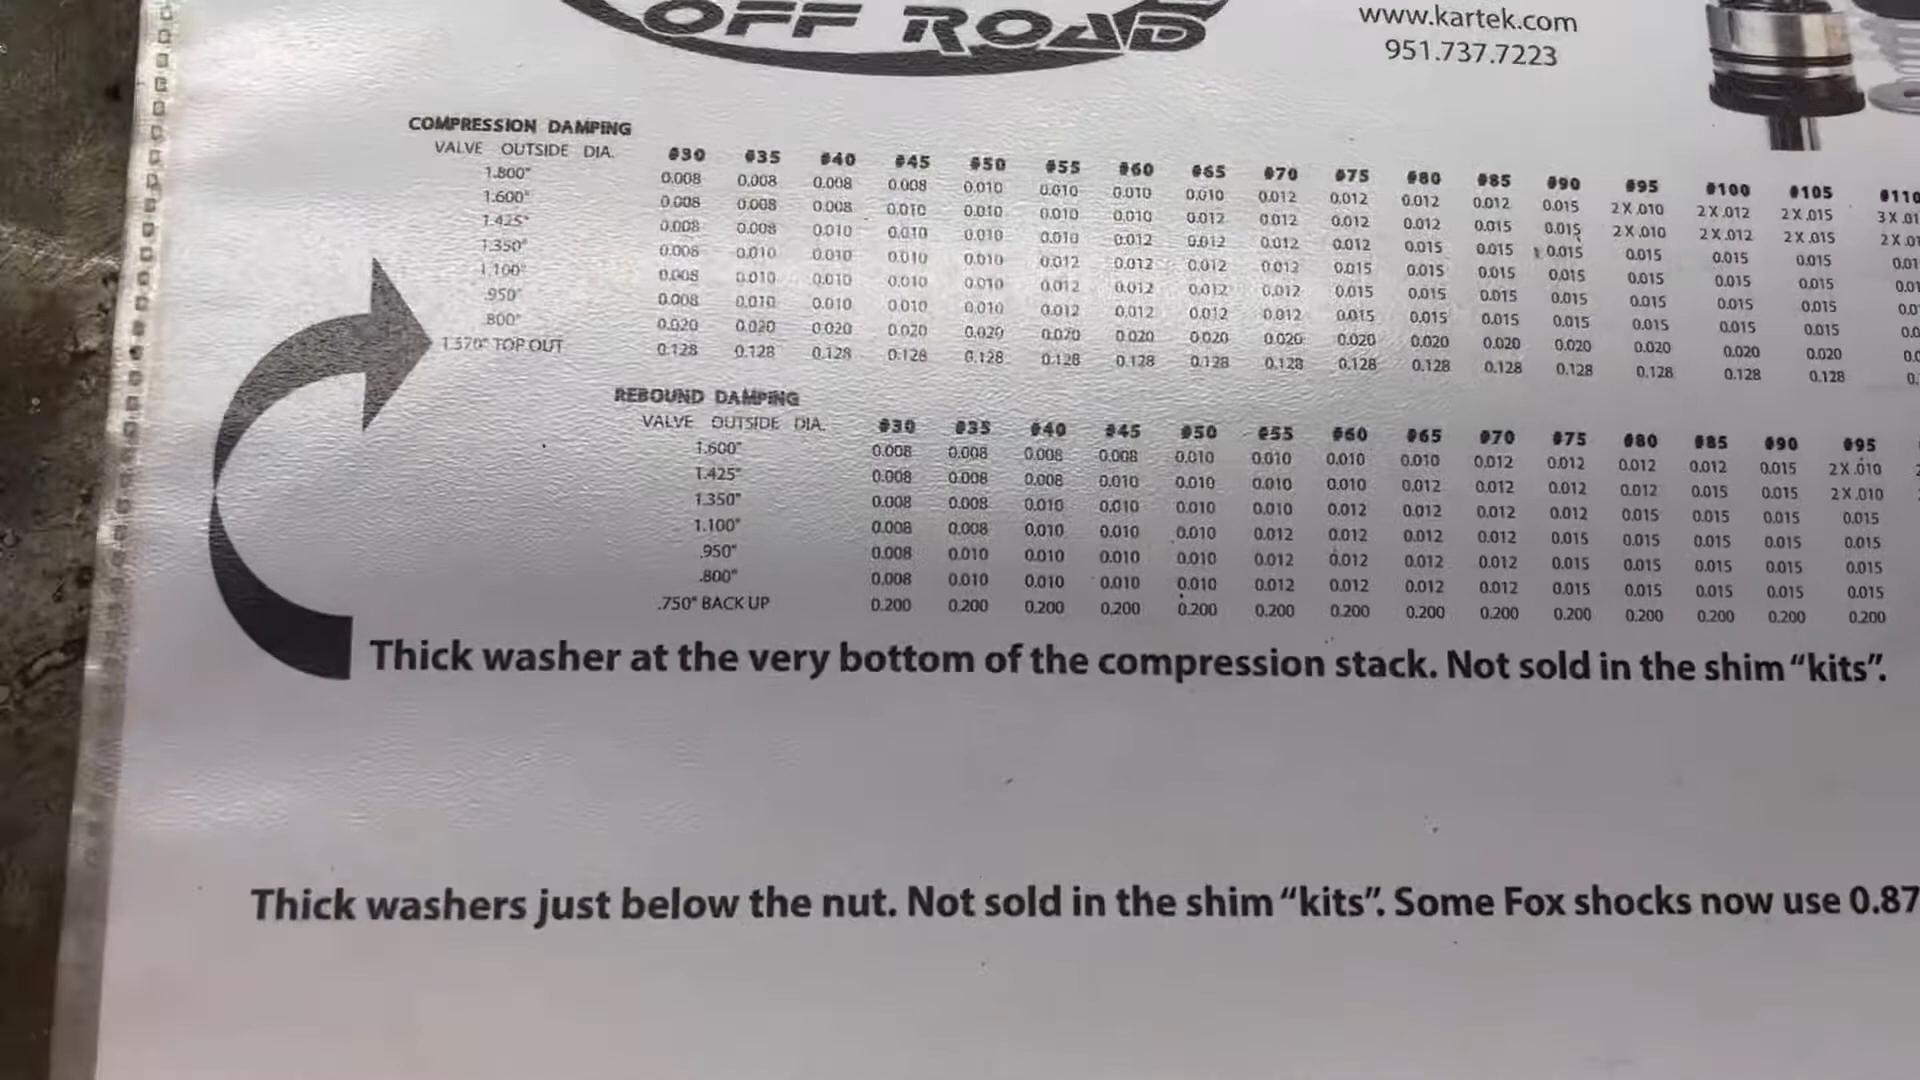 OFF ROAD
www.kartek.com
951.737.7223
COMPRESSION DAMPING
VALVE OUTSIDE DIA. #30 #35 #40 #45 #50 #55 #60 #65 #70 #75 #80 #85 #90 #95 #100 #105 #110
1.800" 0.008 0.008 0.008 0.008 0.010 0.010 0.010 0.010 0.012 0.012 0.012 0.012 0.015 2X.010 2X.012 2X.015 3X.01
1.600" 0.008 0.008 0.008 0.010 0.010 0.010 0.010 0.012 0.012 0.012 0.012 0.015 0.015 2X.010 2X.012 2X.015 2X.01
1.425" 0.008 0.008 0.010 0.010 0.010 0.010 0.012 0.012 0.012 0.012 0.015 0.015 0.015 0.015 0.015 0.015 0.01
1.350" 0.008 0.010 0.010 0.010 0.010 0.012 0.012 0.012 0.012 0.015 0.015 0.015 0.015 0.015 0.015 0.015 0.01
1.100" 0.008 0.010 0.010 0.010 0.010 0.012 0.012 0.012 0.012 0.015 0.015 0.015 0.015 0.015 0.015 0.015
.950" 0.008 0.010 0.010 0.010 0.010 0.012 0.012 0.012 0.012 0.015 0.015 0.015 0.015 0.015 0.015 0.015
.800" 0.020 0.020 0.020 0.020 0.020 0.020 0.020 0.020 0.020 0.020 0.020 0.020 0.020 0.020 0.020 0.020
1.570" TOP OUT 0.128 0.128 0.128 0.128 0.128 0.128 0.128 0.128 0.128 0.128 0.128 0.128 0.128 0.128 0.128 0.128
REBOUND DAMPING
VALVE OUTSIDE DIA. #30 #35 #40 #45 #50 #55 #60 #65 #70 #75 #80 #85 #90 #95
1.600" 0.008 0.008 0.008 0.008 0.010 0.010 0.010 0.010 0.012 0.012 0.012 0.012 0.015 2X.010
1.425" 0.008 0.008 0.008 0.010 0.010 0.010 0.010 0.012 0.012 0.012 0.012 0.015 0.015 2X.010
1.350" 0.008 0.008 0.010 0.010 0.010 0.010 0.012 0.012 0.012 0.012 0.015 0.015 0.015 0.015
1.100" 0.008 0.008 0.010 0.010 0.010 0.012 0.012 0.012 0.012 0.015 0.015 0.015 0.015 0.015
.950" 0.008 0.010 0.010 0.010 0.010 0.012 0.012 0.012 0.012 0.015 0.015 0.015 0.015 0.015
.800" 0.008 0.010 0.010 0.010 0.010 0.012 0.012 0.012 0.012 0.015 0.015 0.015 0.015 0.015
.750" BACK UP 0.200 0.200 0.200 0.200 0.200 0.200 0.200 0.200 0.200 0.200 0.200 0.200 0.200 0.200
Thick washer at the very bottom of the compression stack. Not sold in the shim “kits”.
Thick washers just below the nut. Not sold in the shim “kits”. Some Fox shocks now use 0.87